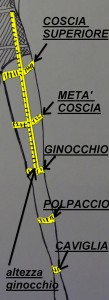 COSCIA
SUPERIORE
META'
COSCIA
GINOCCHIO
POLPACCIO
CAVIGLIA
altezza
ginocchio